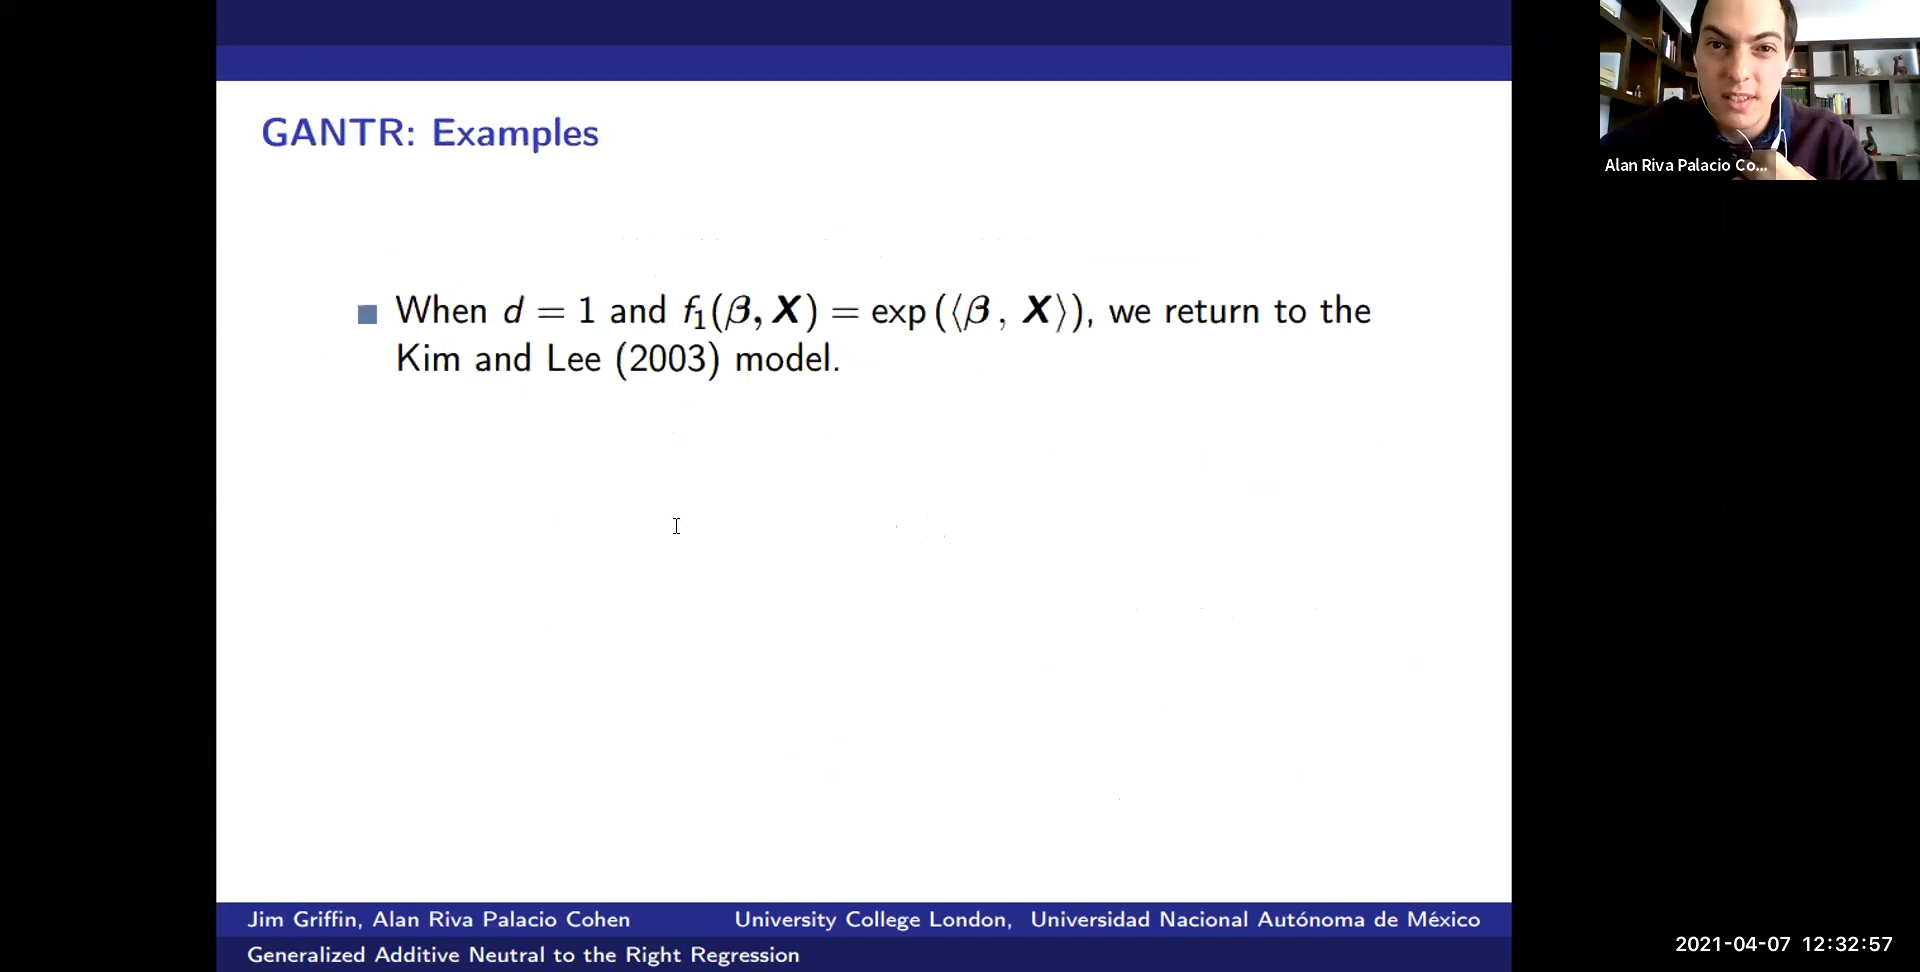 GANTR: Examples
When d = 1 and f₁(β, X) = exp (⟨β , X⟩), we return to the
Kim and Lee (2003) model.
Jim Griffin, Alan Riva Palacio Cohen University College London, Universidad Nacional Autónoma de México
Generalized Additive Neutral to the Right Regression
Alan Riva Palacio Co...
2021-04-07 12:32:57